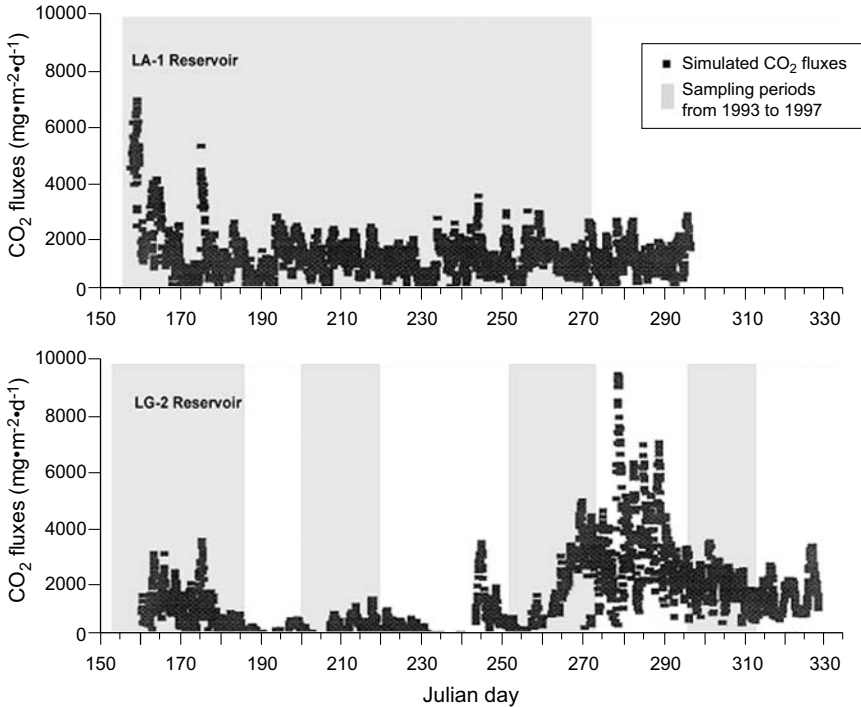 10000
8000
6000
4000
2000
0
CO₂ fluxes (mg•m⁻²•d⁻¹)
LA-1 Reservoir
Simulated CO₂ fluxes
Sampling periods
from 1993 to 1997
150 170 190 210 230 250 270 290 310 330
10000
8000
6000
4000
2000
0
CO₂ fluxes (mg•m⁻²•d⁻¹)
LG-2 Reservoir
150 170 190 210 230 250 270 290 310 330
Julian day